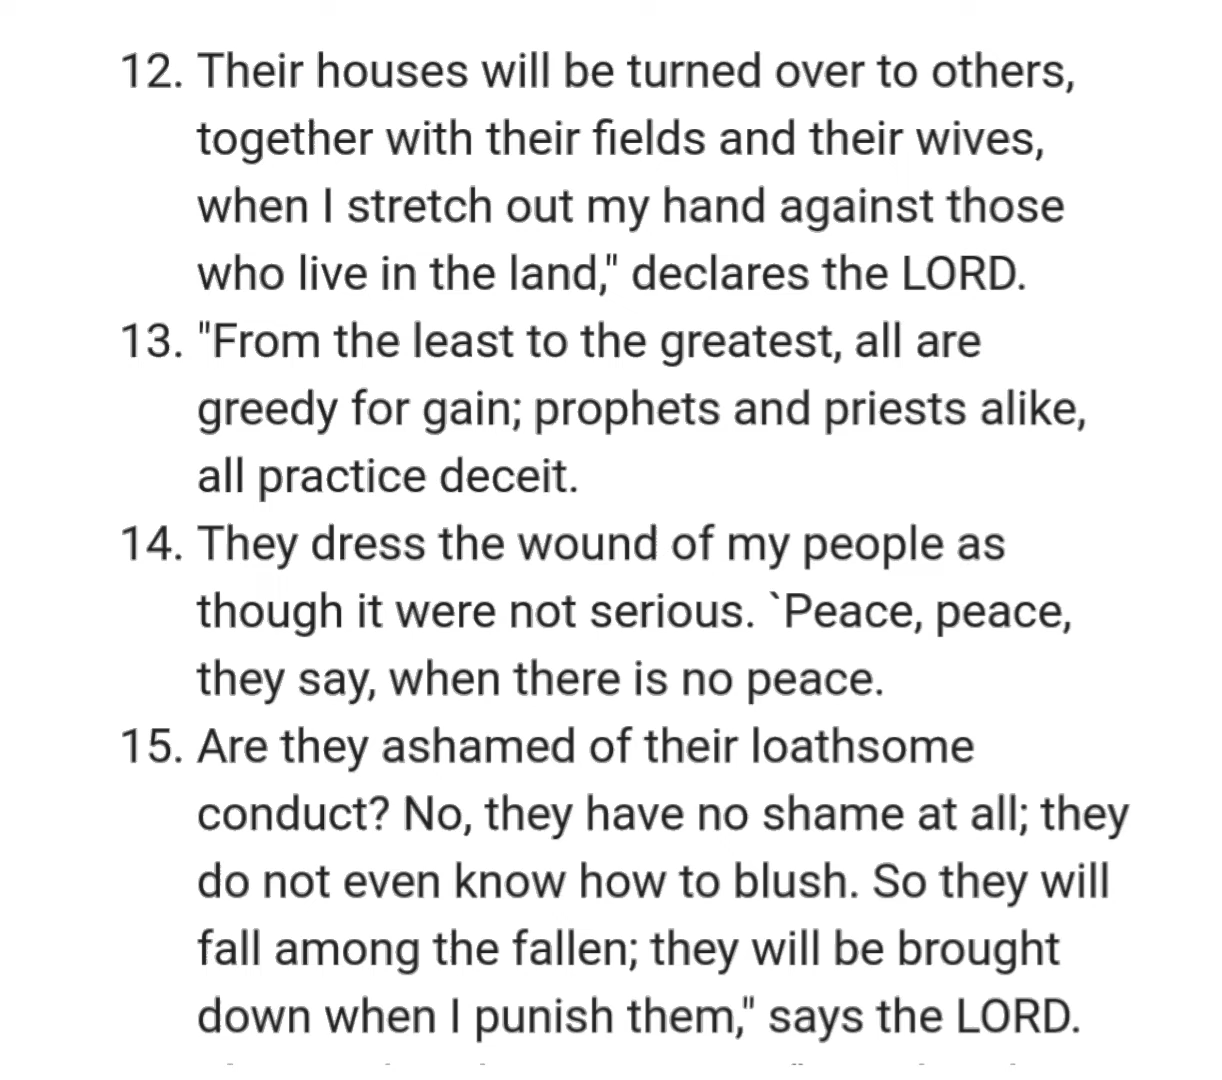 12. Their houses will be turned over to others,
together with their fields and their wives,
when I stretch out my hand against those
who live in the land," declares the LORD.
13. "From the least to the greatest, all are
greedy for gain; prophets and priests alike,
all practice deceit.
14. They dress the wound of my people as
though it were not serious. `Peace, peace,
they say, when there is no peace.
15. Are they ashamed of their loathsome
conduct? No, they have no shame at all; they
do not even know how to blush. So they will
fall among the fallen; they will be brought
down when I punish them," says the LORD.